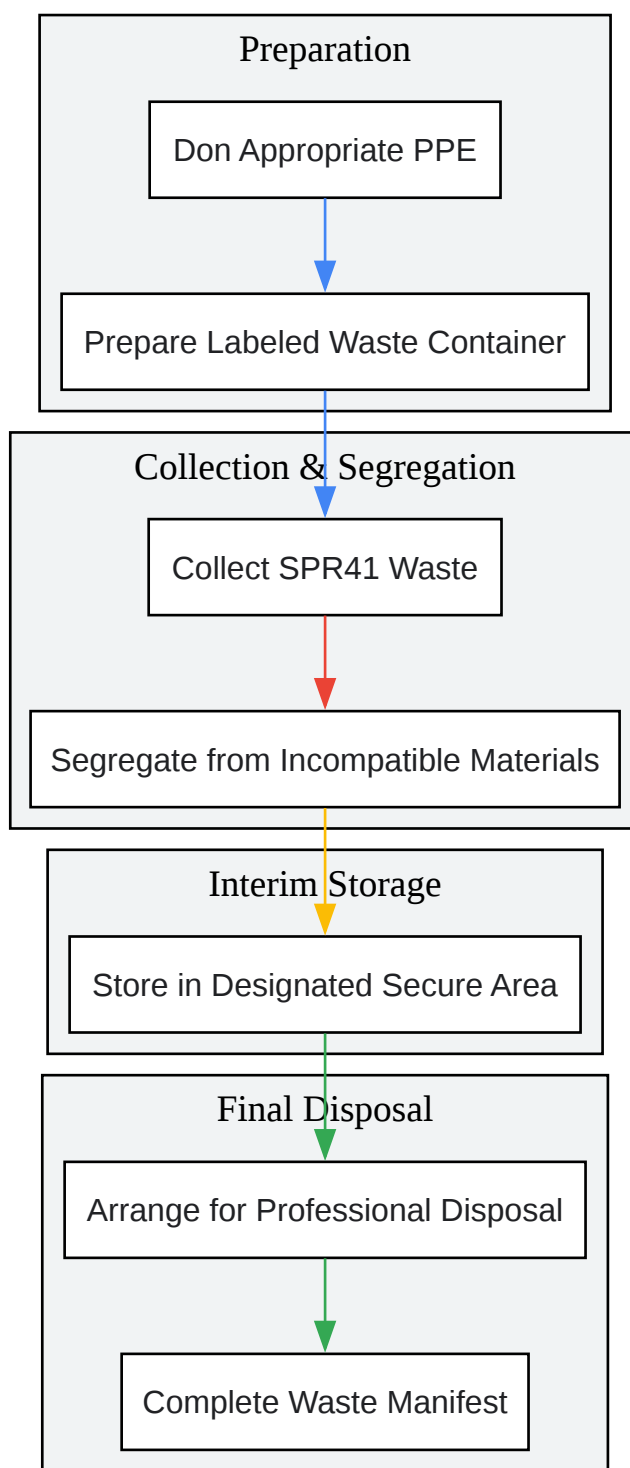 Preparation
Don Appropriate PPE
Prepare Labeled Waste Container
Collection & Segregation
Collect SPR41 Waste
Segregate from Incompatible Materials
Interim Storage
Store in Designated Secure Area
Final Disposal
Arrange for Professional Disposal
Complete Waste Manifest